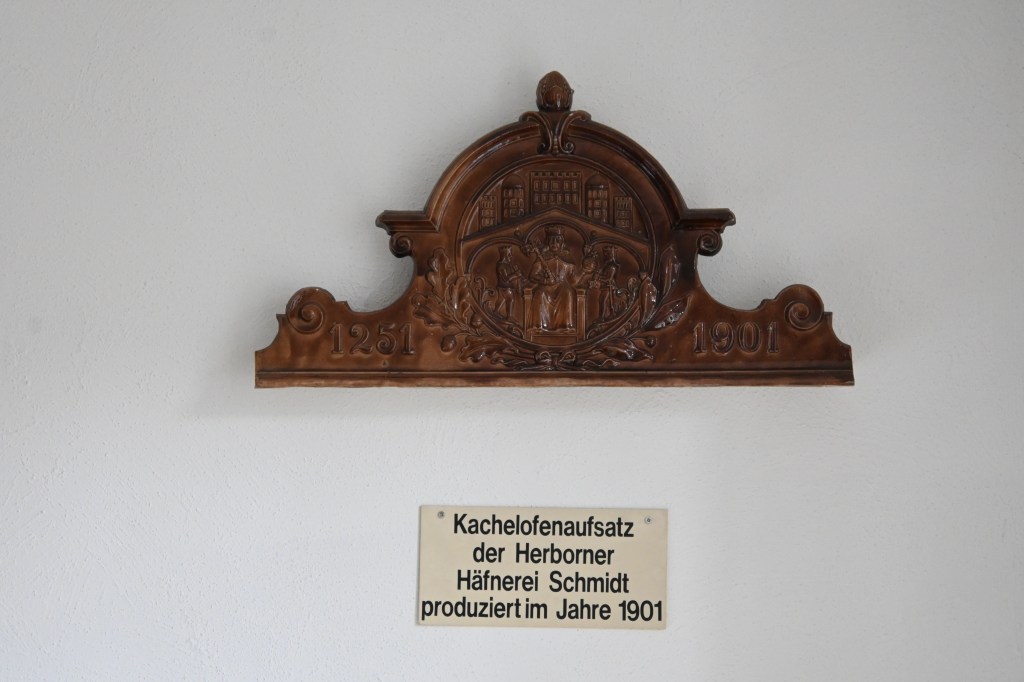 1251 1901
Kachelofenaufsatz
der Herborner
Häfnerei Schmidt
produziert im Jahre 1901